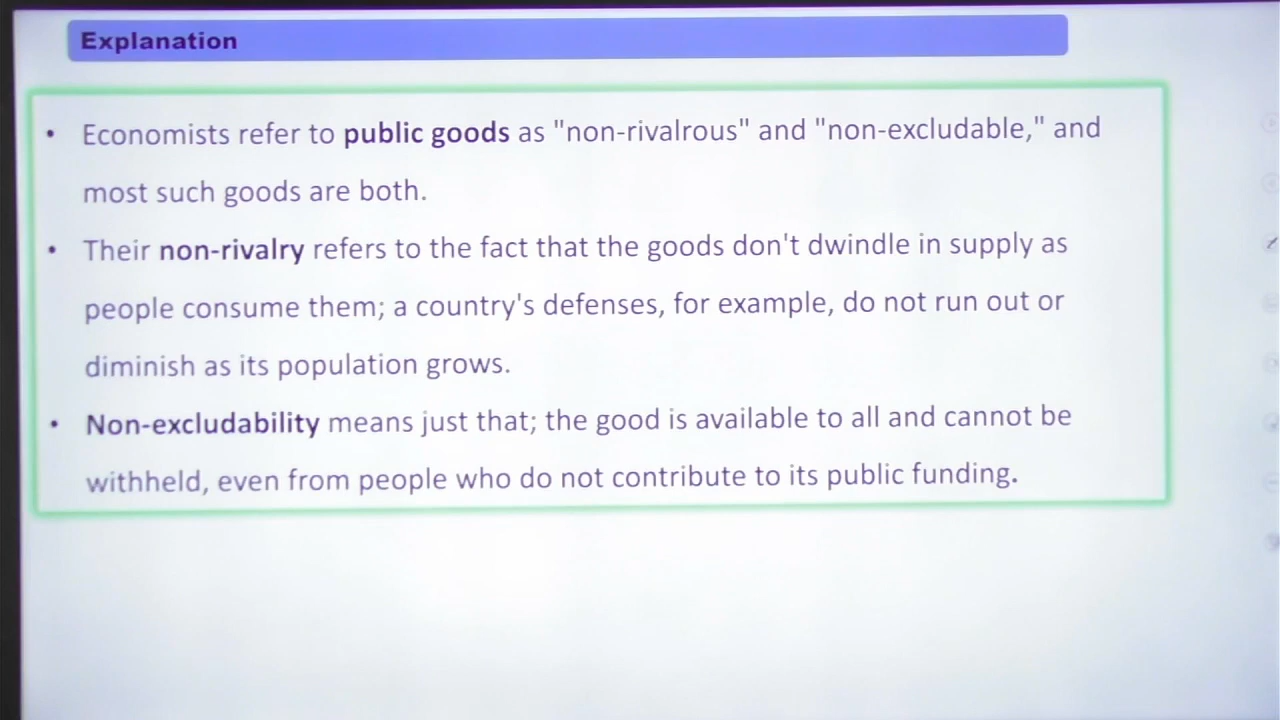 Explanation
• Economists refer to public goods as "non-rivalrous" and "non-excludable," and
most such goods are both.
• Their non-rivalry refers to the fact that the goods don't dwindle in supply as
people consume them; a country's defenses, for example, do not run out or
diminish as its population grows.
• Non-excludability means just that; the good is available to all and cannot be
withheld, even from people who do not contribute to its public funding.